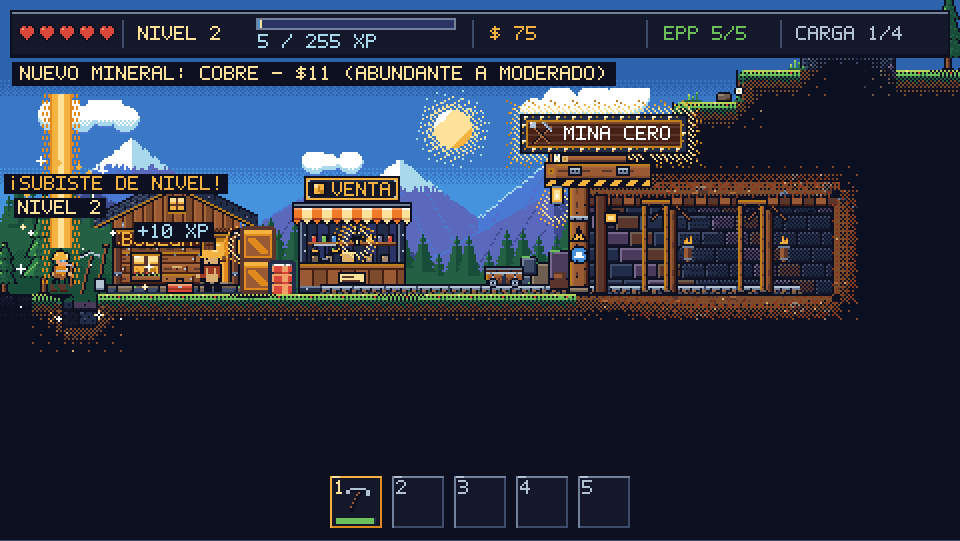 NIVEL 2
5 / 255 XP
$ 75
EPP 5/5
CARGA 1/4
NUEVO MINERAL: COBRE - $11 (ABUNDANTE A MODERADO)
MINA CERO
¡SUBISTE DE NIVEL!
VENTA
NIVEL 2
+10 XP
1
2
3
4
5